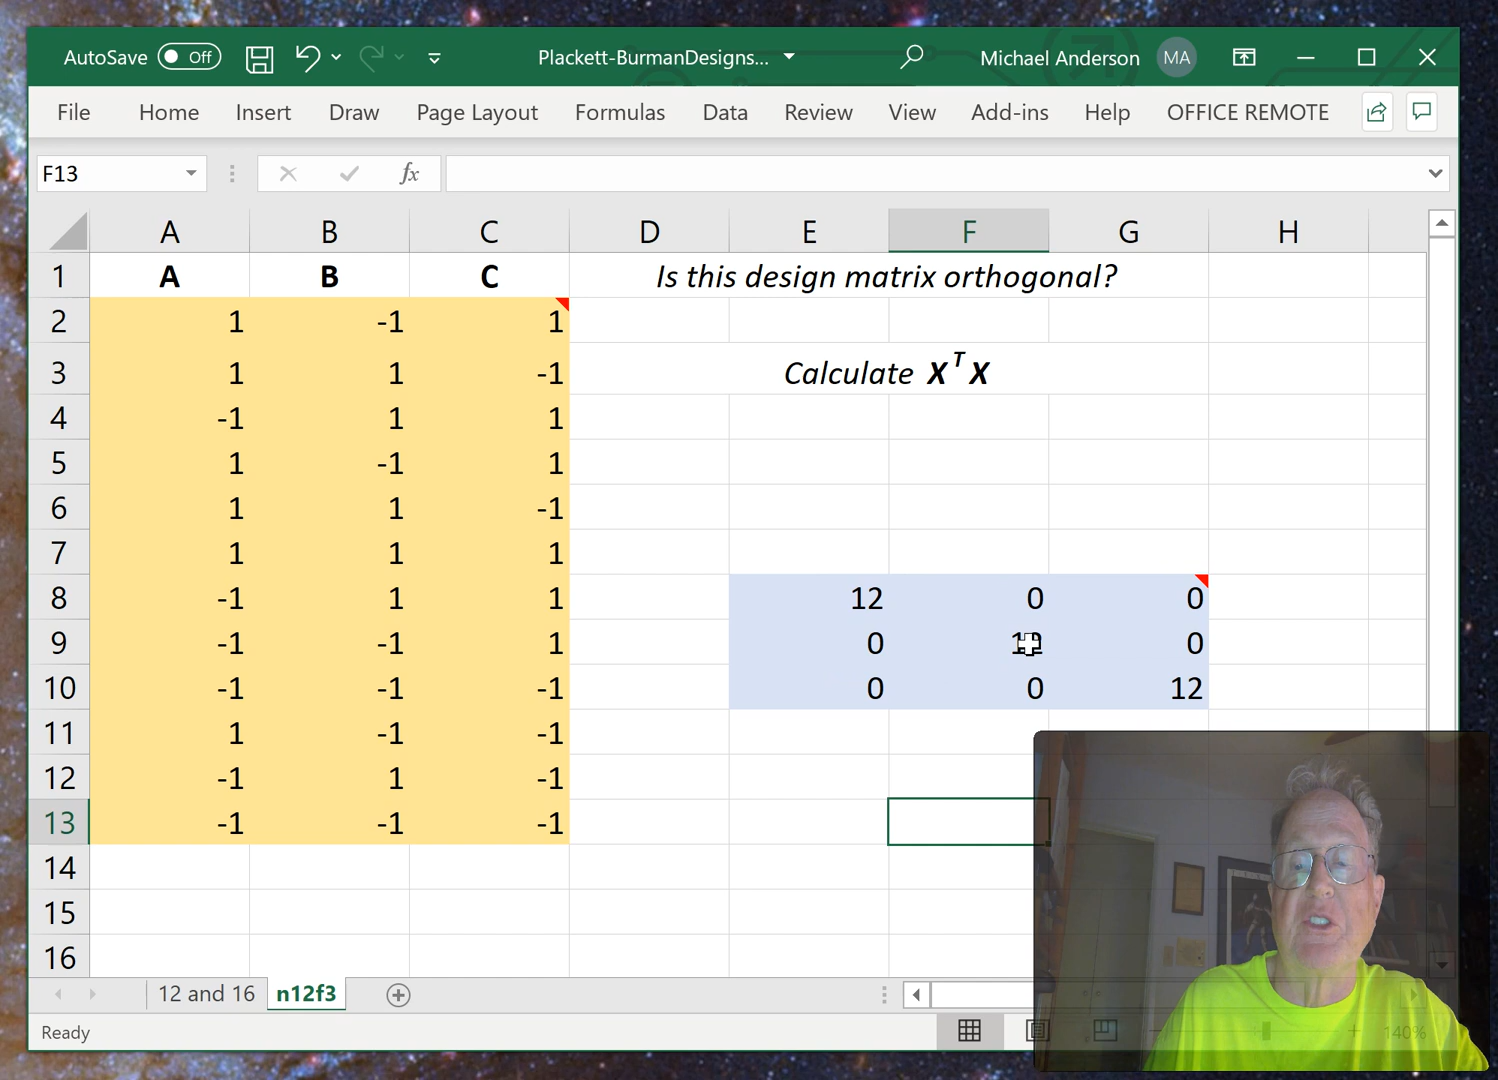 AutoSave Off Plackett-BurmanDesigns... Michael Anderson MA
File Home Insert Draw Page Layout Formulas Data Review View Add-ins Help OFFICE REMOTE
F13 fx
A B C D E F G H
1 A B C Is this design matrix orthogonal?
2 1 -1 1
3 1 1 -1 Calculate X^T X
4 -1 1 1
5 1 -1 1
6 1 1 -1
7 1 1 1
8 -1 1 1 12 0 0
9 -1 -1 1 0 12 0
10 -1 -1 -1 0 0 12
11 1 -1 -1
12 -1 1 -1
13 -1 -1 -1
14
15
16
12 and 16 n12f3
Ready 140%